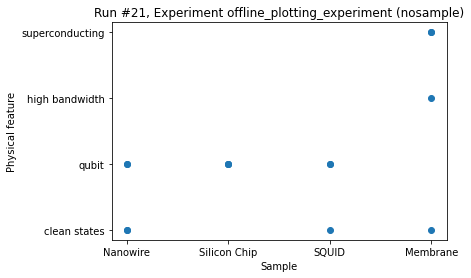 Run #21, Experiment offline_plotting_experiment (nosample)
superconducting
high bandwidth
qubit
clean states
Physical feature
Nanowire
Silicon Chip
SQUID
Membrane
Sample